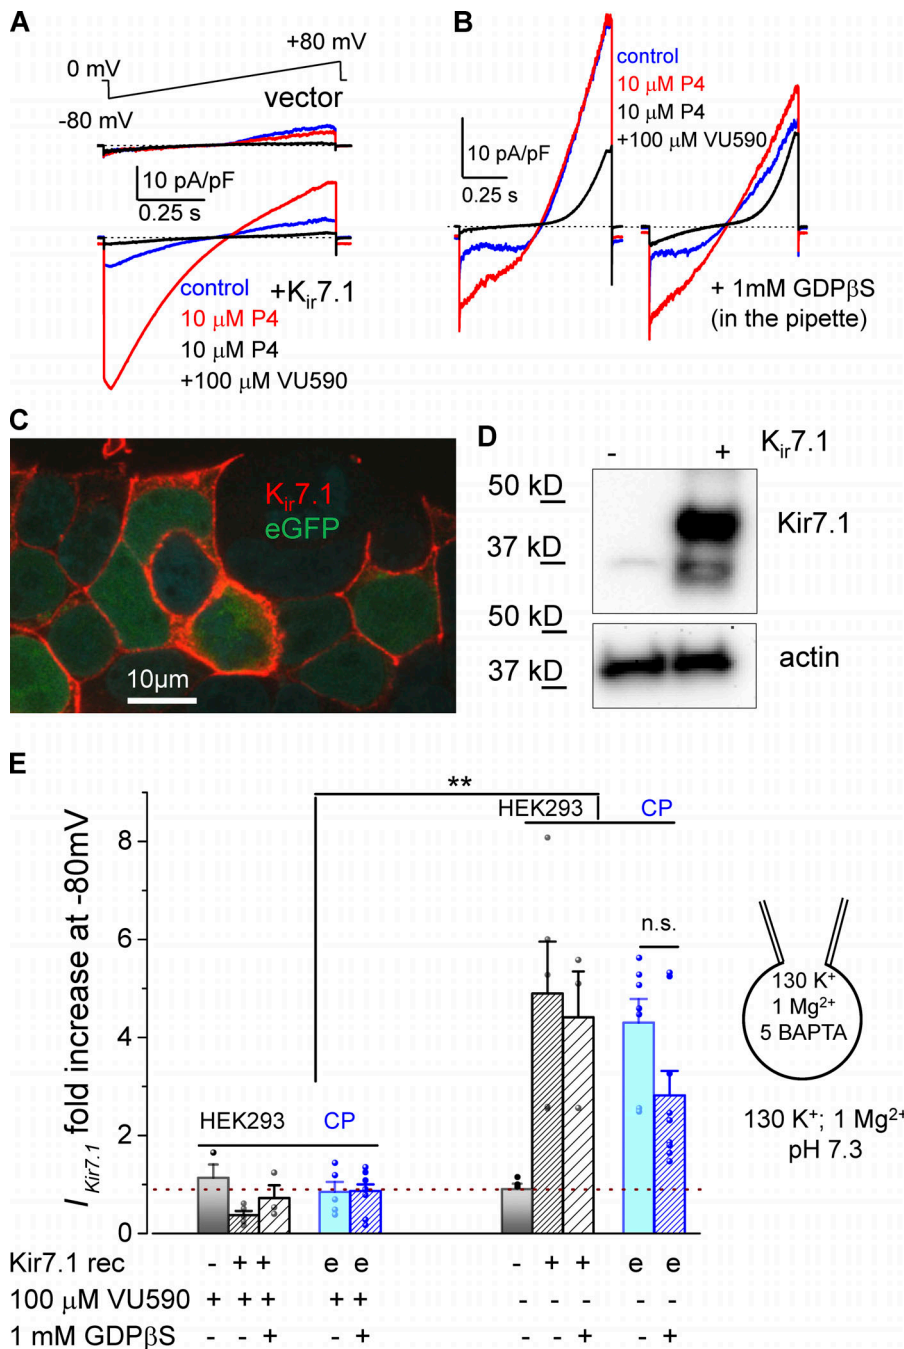 A
+80 mV
0 mV
vector
-80 mV
10 pA/pF
0.25 s
control
+Kir7.1
10 μM P4
10 μM P4
+100 μM VU590
B
control
10 μM P4
10 μM P4
+100 μM VU590
10 pA/pF
0.25 s
+ 1mM GDPβS
(in the pipette)
C
Kir7.1
eGFP
10μm
D
- + Kir7.1
50 kD
Kir7.1
37 kD
50 kD
actin
37 kD
E
**
HEK293 CP
n.s.
HEK293 CP
I Kir7.1 fold increase at -80mV
8
6
4
2
0
130 K+
1 Mg2+
5 BAPTA
130 K+; 1 Mg2+
pH 7.3
Kir7.1 rec - + + e e - + + e e
100 μM VU590 + + + + + - - - - -
1 mM GDPβS - - + - + - - + - +